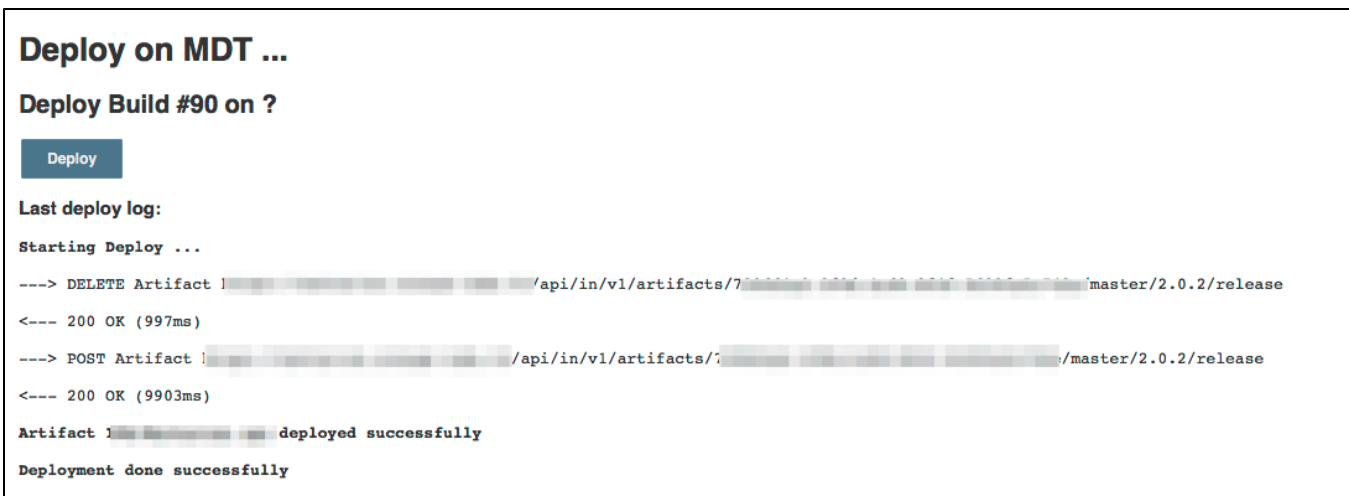 Deploy on MDT ...
Deploy Build #90 on ?
Deploy
Last deploy log:
Starting Deploy ...
---> DELETE Artifact /api/in/v1/artifacts/7 master/2.0.2/release
<--- 200 OK (997ms)
---> POST Artifact /api/in/v1/artifacts/ /master/2.0.2/release
<--- 200 OK (9903ms)
Artifact deployed successfully
Deployment done successfully